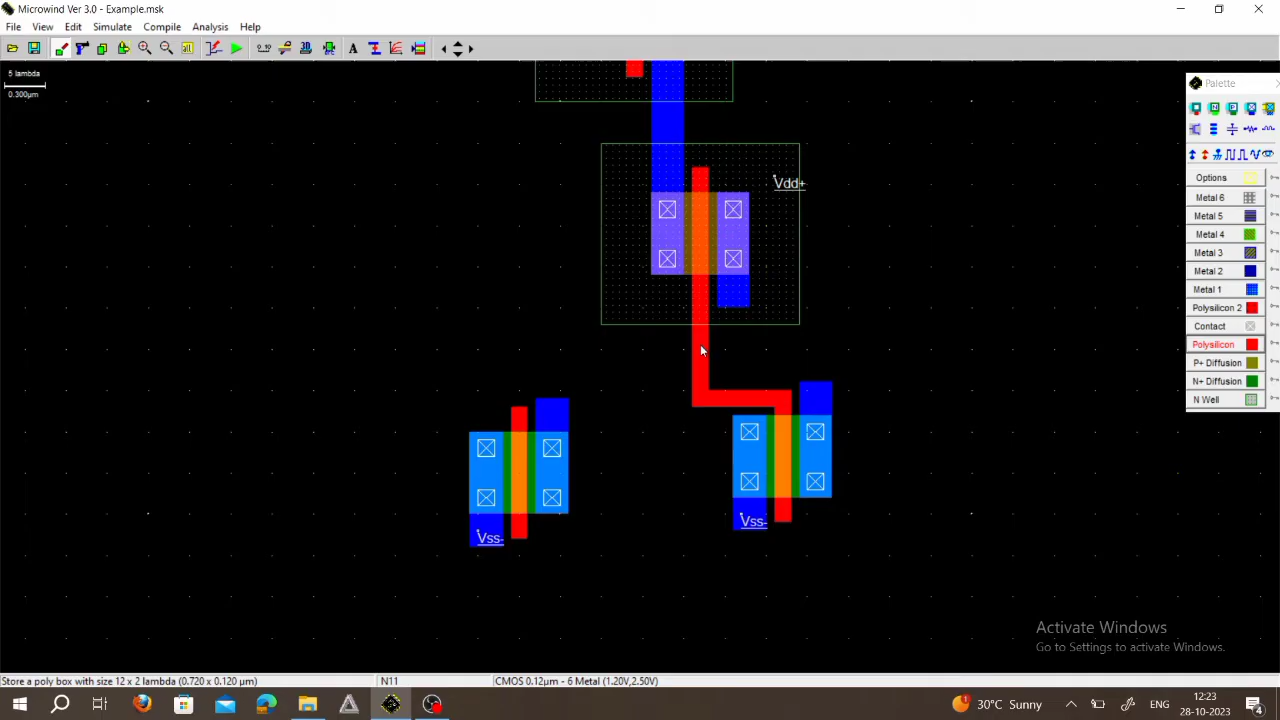 Microwind Ver 3.0 - Example.msk
File View Edit Simulate Compile Analysis Help
5 lambda
0.300µm
Palette
Options
Metal 6
Metal 5
Metal 4
Metal 3
Metal 2
Metal 1
Polysilicon 2
Contact
Polysilicon
P+ Diffusion
N+ Diffusion
N Well
Vdd+
Vss-
Vss-
Activate Windows
Go to Settings to activate Windows.
Store a poly box with size 12 x 2 lambda (0.720 x 0.120 µm) N11 CMOS 0.12µm - 6 Metal (1.20V,2.50V)
30°C Sunny ENG 12:23
28-10-2023 4